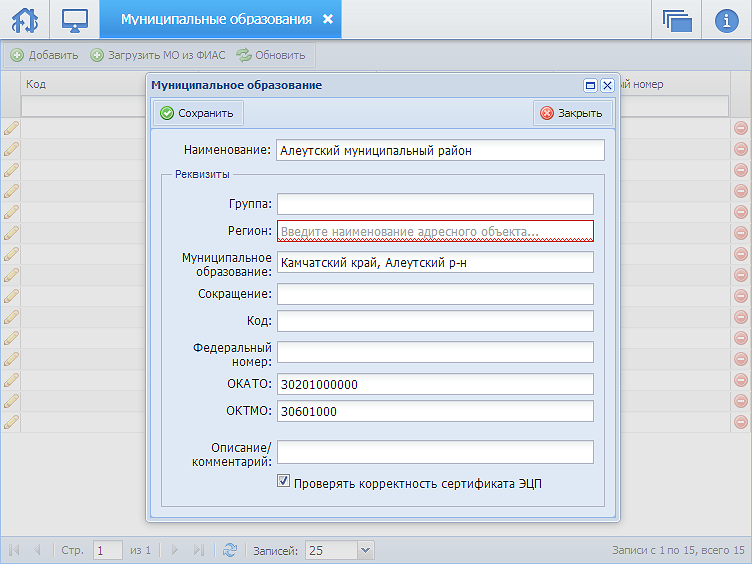 Муниципальные образования
Добавить Загрузить МО из ФИАС Обновить
Код номер
Муниципальное образование
Сохранить Закрыть
Наименование: Алеутский муниципальный район
Реквизиты
Группа:
Регион: Введите наименование адресного объекта...
Муниципальное
образование: Камчатский край, Алеутский р-н
Сокращение:
Код:
Федеральный
номер:
ОКАТО: 30201000000
ОКТМО: 30601000
Описание/
комментарий:
Проверять корректность сертификата ЭЦП
Стр. 1 из 1 Записей: 25 Записи с 1 по 15, всего 15